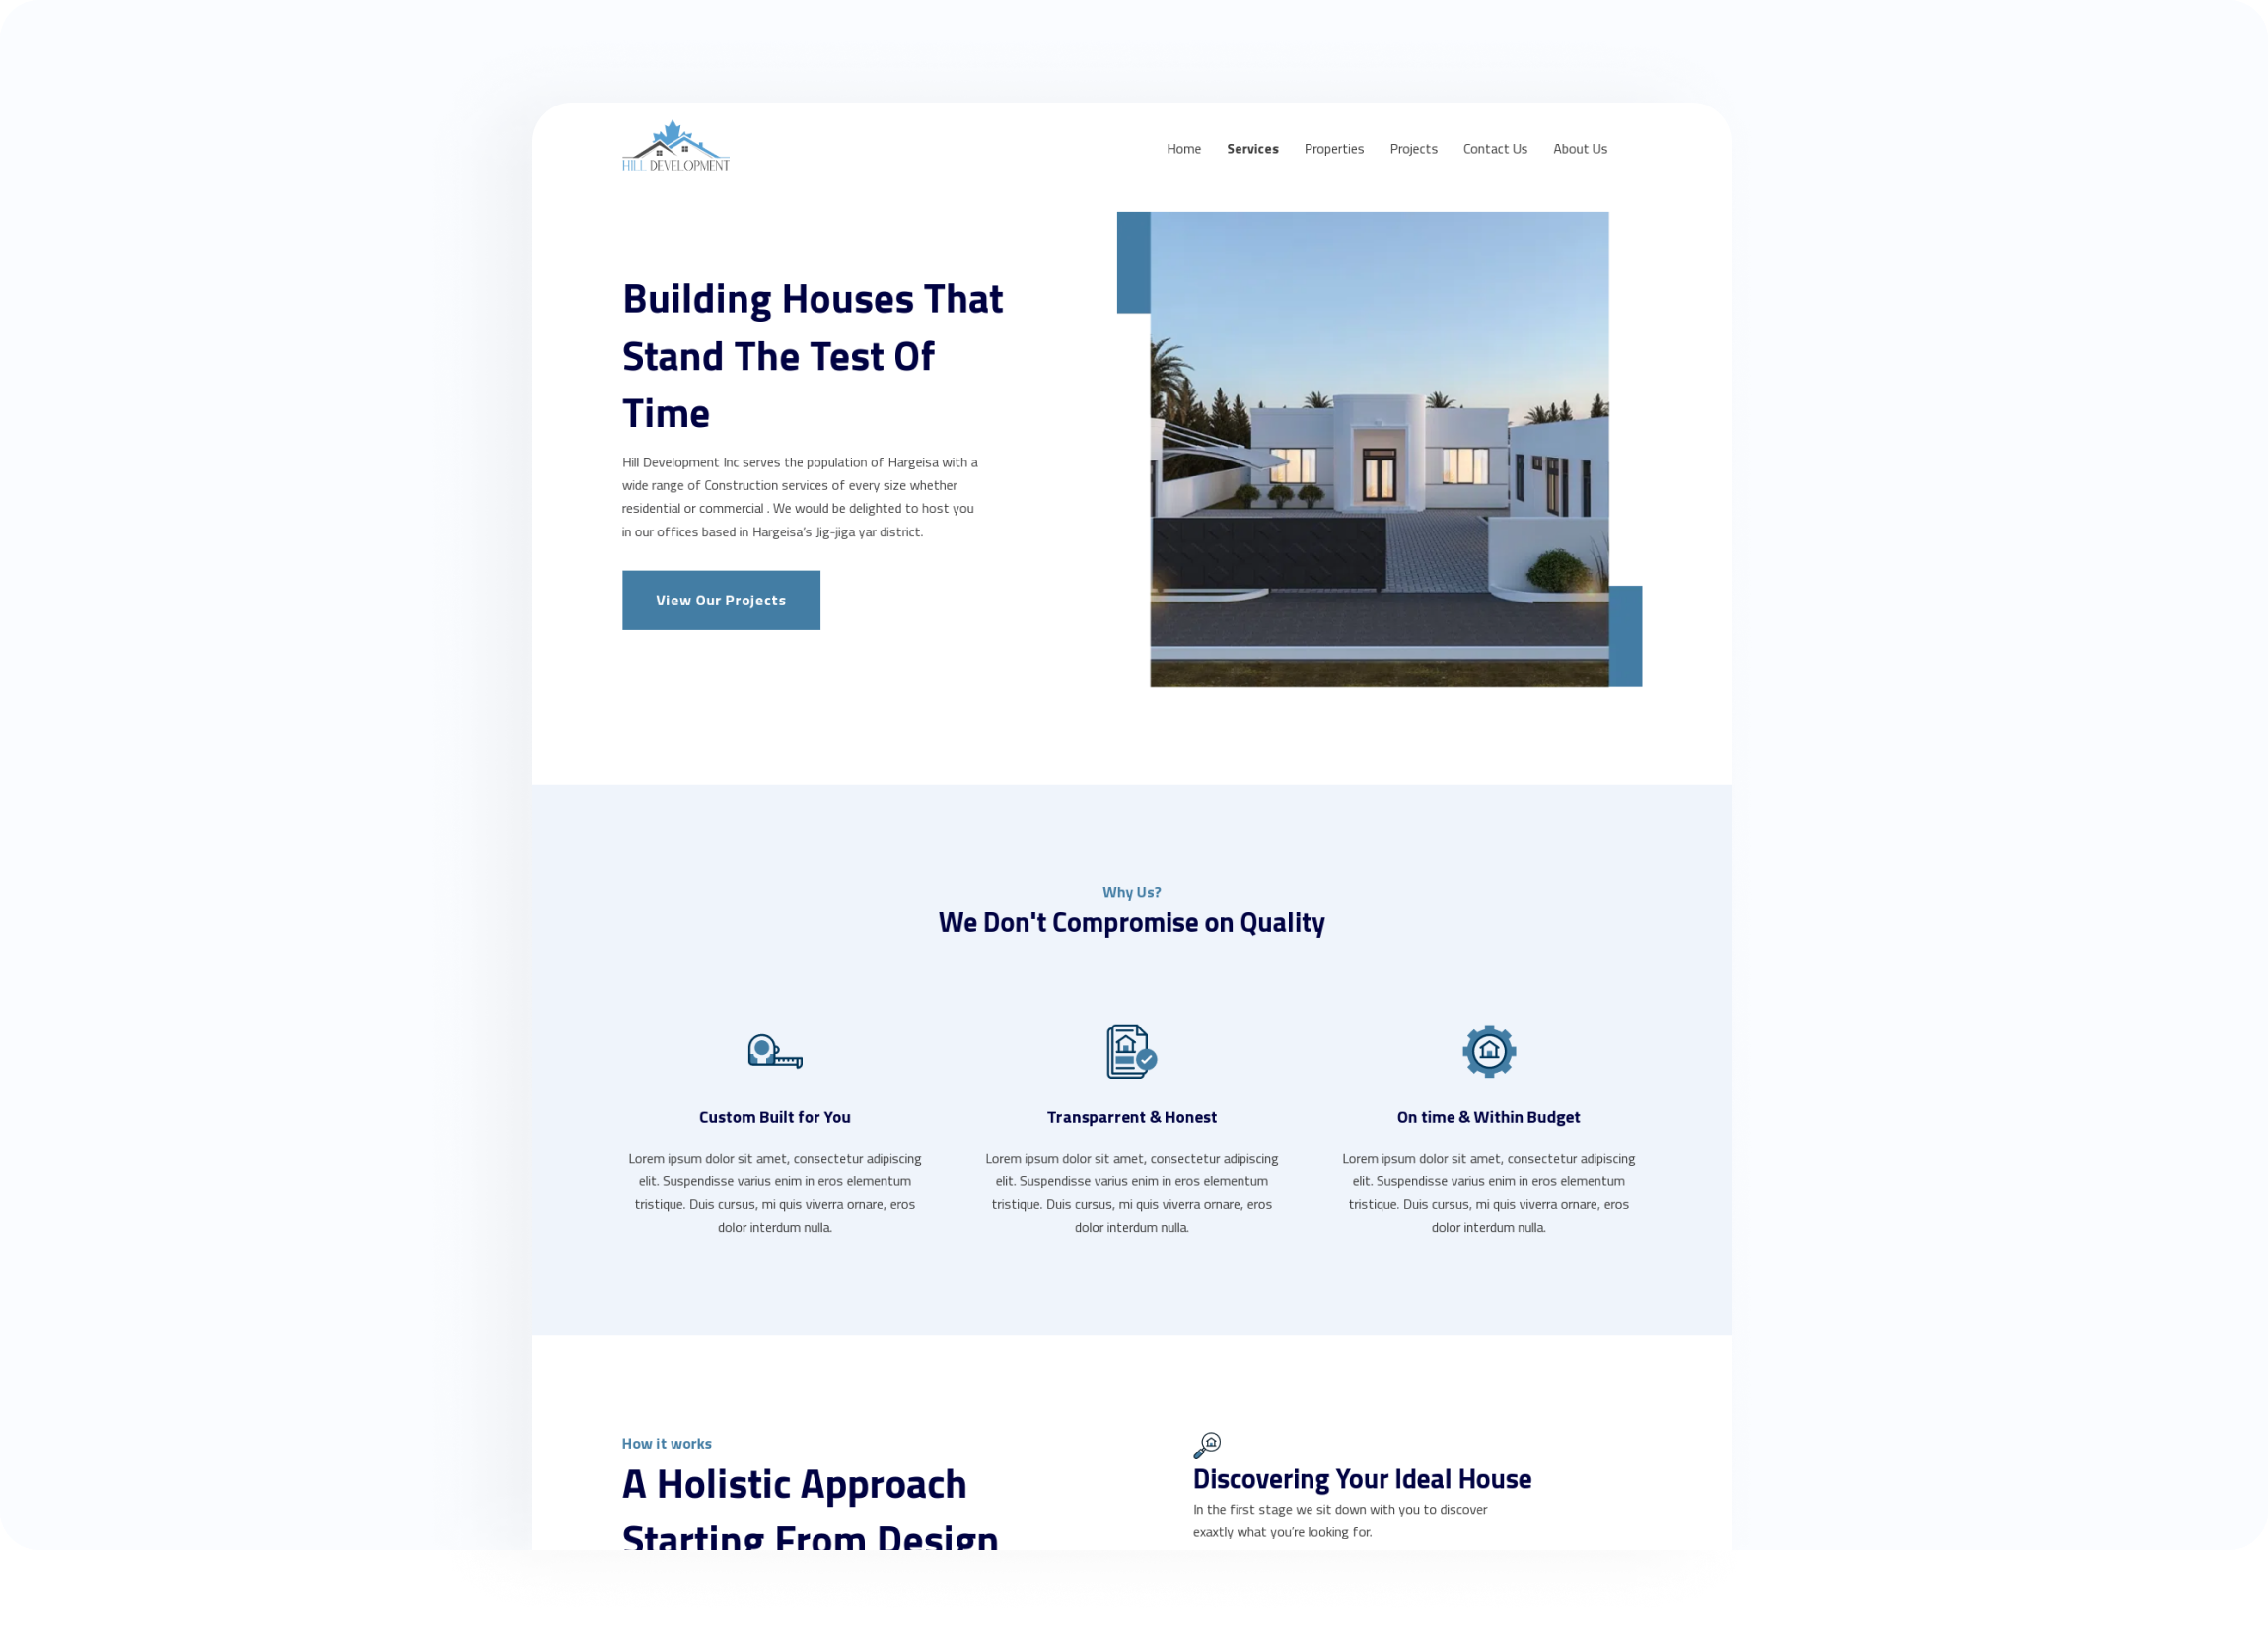 HILL DEVELOPMENT
Home Services Properties Projects Contact Us About Us
Building Houses That
Stand The Test Of
Time
Hill Development Inc serves the population of Hargeisa with a
wide range of Construction services of every size whether
residential or commercial . We would be delighted to host you
in our offices based in Hargeisa’s Jig-jiga yar district.
View Our Projects
Why Us?
We Don't Compromise on Quality
Custom Built for You
Lorem ipsum dolor sit amet, consectetur adipiscing
elit. Suspendisse varius enim in eros elementum
tristique. Duis cursus, mi quis viverra ornare, eros
dolor interdum nulla.
Transparrent & Honest
Lorem ipsum dolor sit amet, consectetur adipiscing
elit. Suspendisse varius enim in eros elementum
tristique. Duis cursus, mi quis viverra ornare, eros
dolor interdum nulla.
On time & Within Budget
Lorem ipsum dolor sit amet, consectetur adipiscing
elit. Suspendisse varius enim in eros elementum
tristique. Duis cursus, mi quis viverra ornare, eros
dolor interdum nulla.
How it works
A Holistic Approach
Starting From Design
Discovering Your Ideal House
In the first stage we sit down with you to discover
exaxtly what you’re looking for.